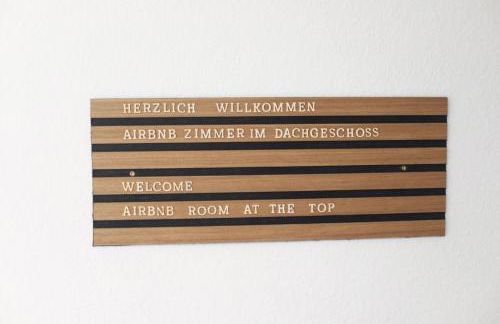 HERZLICH WILLKOMMEN
AIRBNB ZIMMER IM DACHGESCHOSS
WELCOME
AIRBNB ROOM AT THE TOP